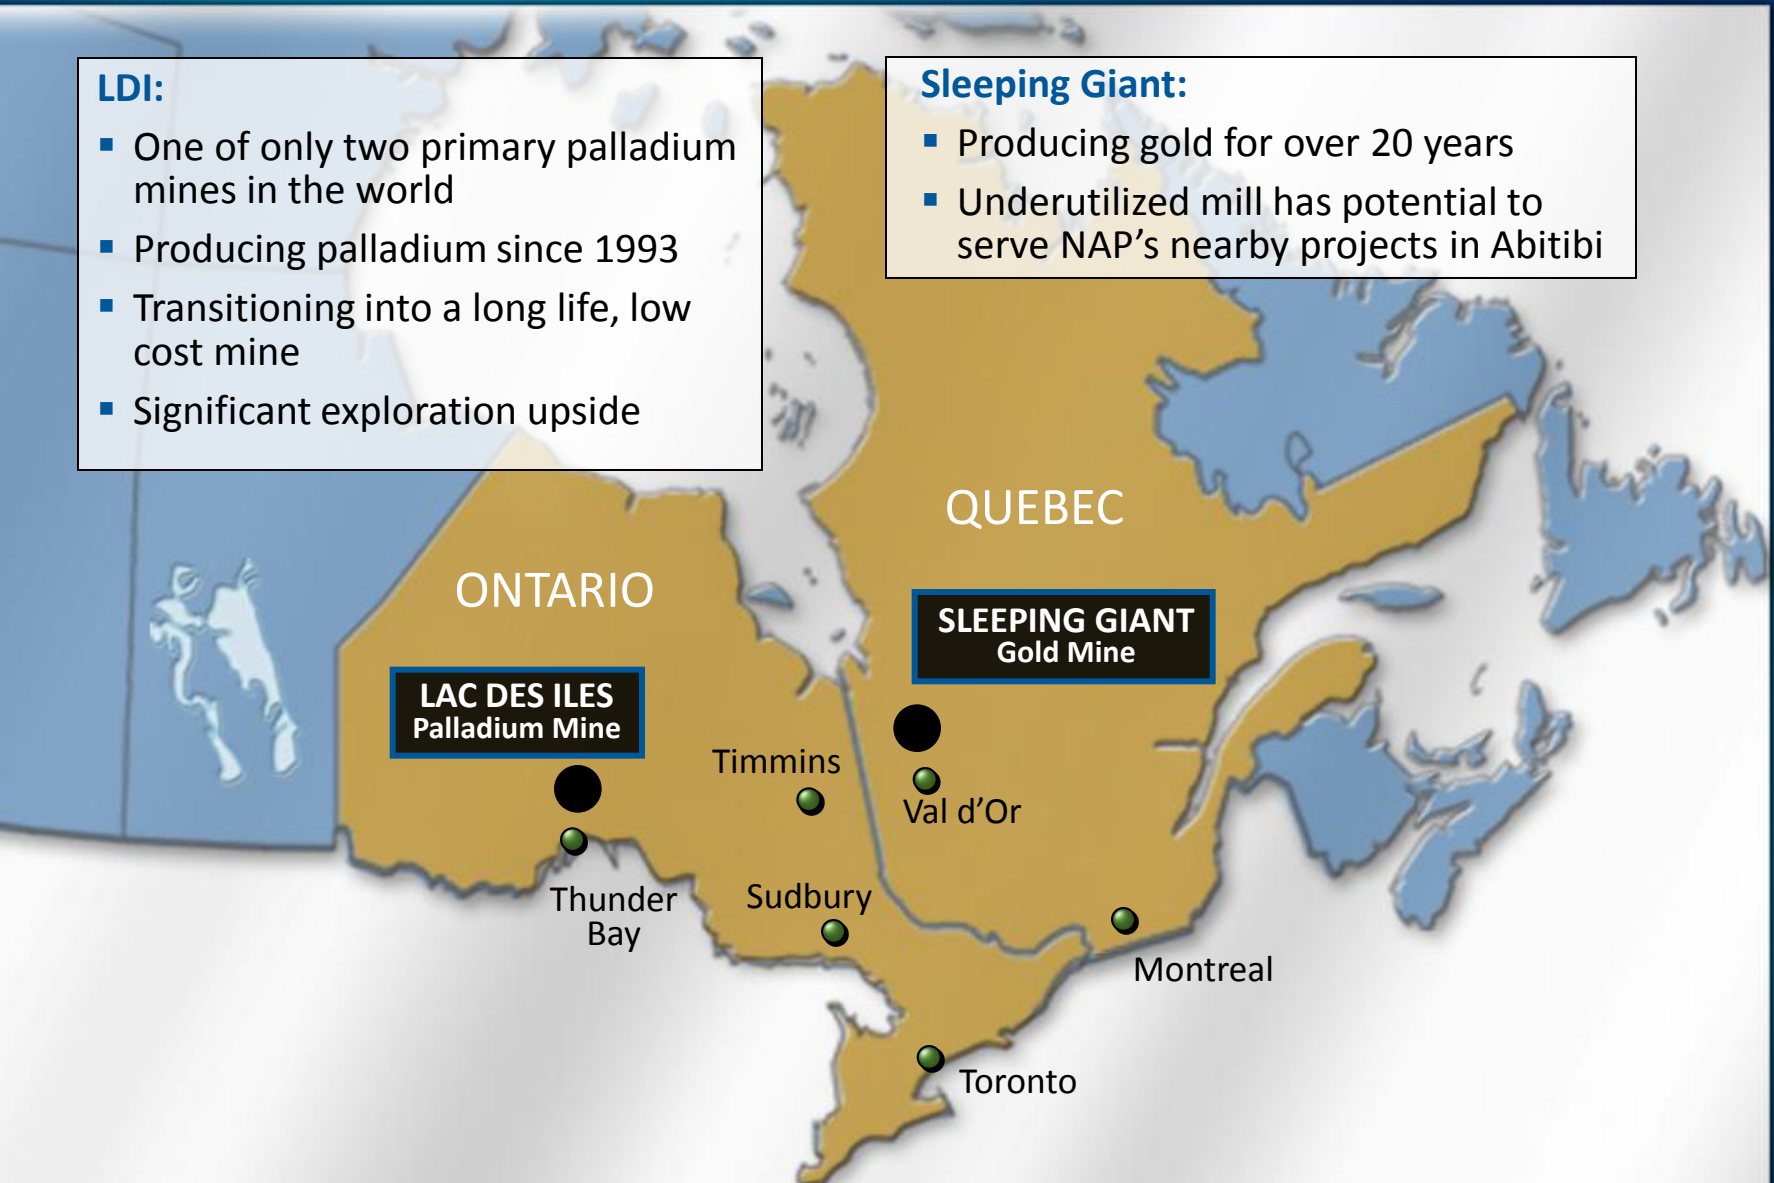 LDI:
▪ One of only two primary palladium
mines in the world
▪ Producing palladium since 1993
▪ Transitioning into a long life, low
cost mine
▪ Significant exploration upside
Sleeping Giant:
▪ Producing gold for over 20 years
▪ Underutilized mill has potential to
serve NAP’s nearby projects in Abitibi
QUEBEC
ONTARIO
SLEEPING GIANT
Gold Mine
LAC DES ILES
Palladium Mine
Timmins
Val d’Or
Thunder
Bay
Sudbury
Montreal
Toronto